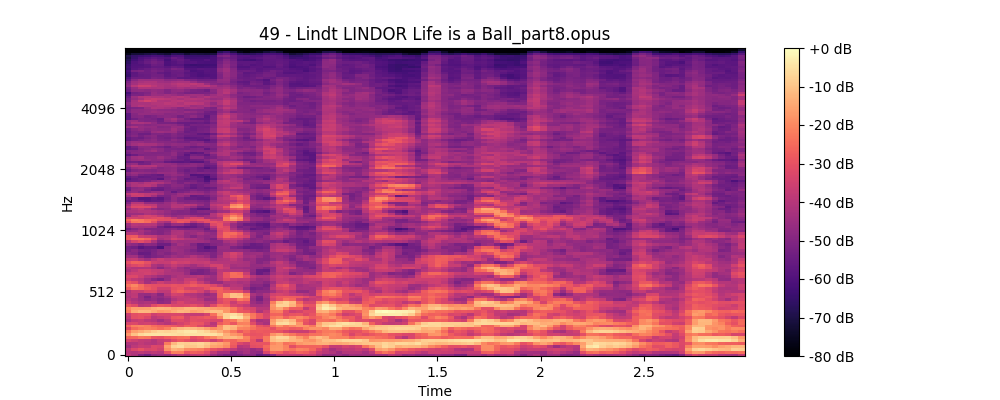 49 - Lindt LINDOR Life is a Ball_part8.opus
+0 dB
-10 dB
-20 dB
-30 dB
-40 dB
-50 dB
-60 dB
-70 dB
-80 dB
4096
2048
1024
512
0
Hz
0
0.5
1
1.5
2
2.5
Time